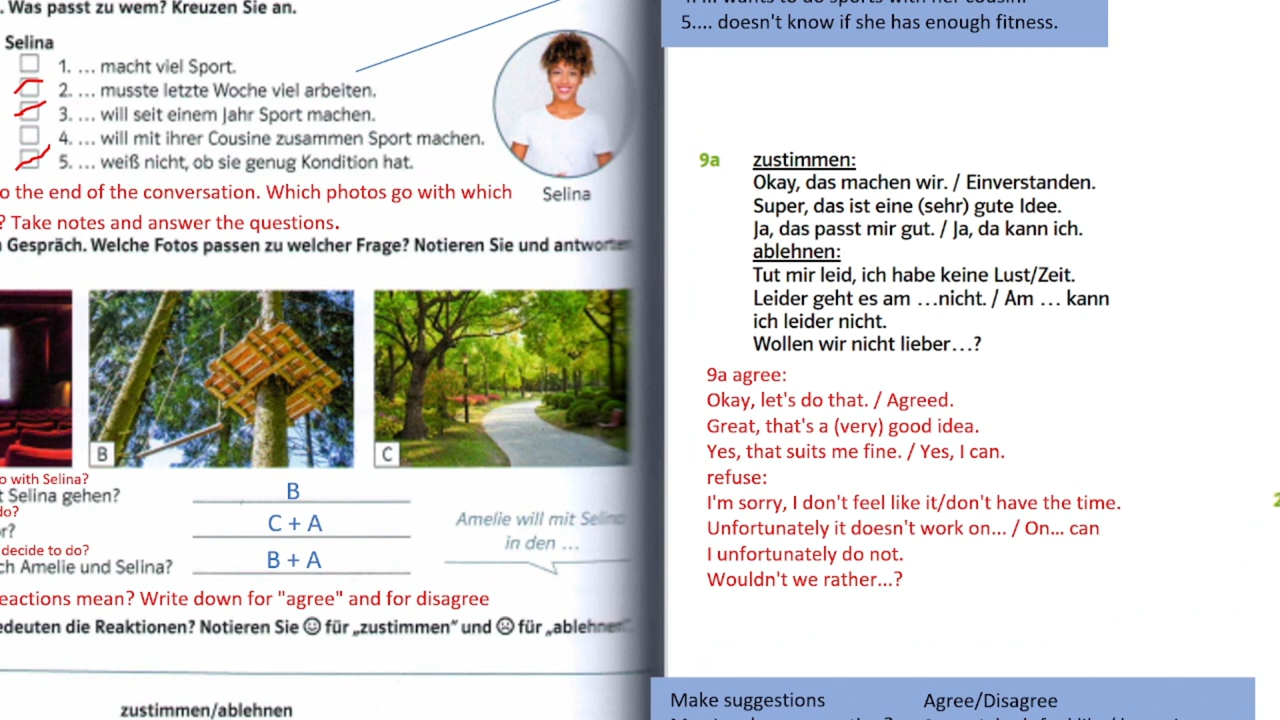 . Was passt zu wem? Kreuzen Sie an.
Selina
1. ... macht viel Sport.
2. ... musste letzte Woche viel arbeiten.
3. ... will seit einem Jahr Sport machen.
4. ... will mit ihrer Cousine zusammen Sport machen.
5. ... weiß nicht, ob sie genug Kondition hat.
Selina
o the end of the conversation. Which photos go with which
? Take notes and answer the questions.
Gespräch. Welche Fotos passen zu welcher Frage? Notieren Sie und antworten
B
C
o with Selina?
t Selina gehen?
B
do?
r?
C + A
decide to do?
ch Amelie und Selina?
B + A
Amelie will mit Selina
in den ...
eactions mean? Write down for "agree" and for disagree
edeuten die Reaktionen? Notieren Sie ☺ für „zustimmen" und ☹ für „ablehnen".
zustimmen/ablehnen
5.... doesn't know if she has enough fitness.
9a zustimmen:
Okay, das machen wir. / Einverstanden.
Super, das ist eine (sehr) gute Idee.
Ja, das passt mir gut. / Ja, da kann ich.
ablehnen:
Tut mir leid, ich habe keine Lust/Zeit.
Leider geht es am ...nicht. / Am ... kann
ich leider nicht.
Wollen wir nicht lieber...?
9a agree:
Okay, let's do that. / Agreed.
Great, that's a (very) good idea.
Yes, that suits me fine. / Yes, I can.
refuse:
I'm sorry, I don't feel like it/don't have the time.
Unfortunately it doesn't work on... / On... can
I unfortunately do not.
Wouldn't we rather...?
2
Make suggestions Agree/Disagree